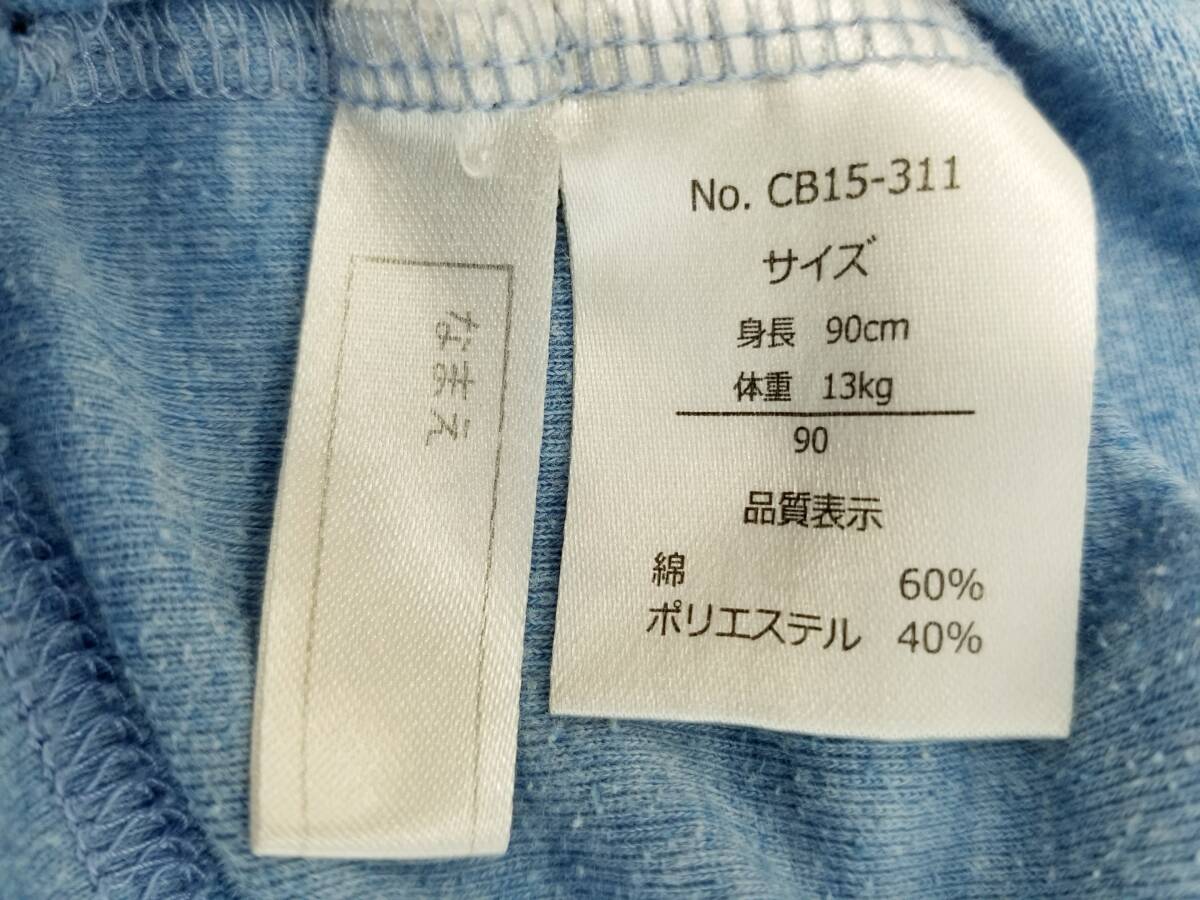 なまえ
No. CB15-311
サイズ
身長 90cm
体重 13kg
90
品質表示
綿 60%
ポリエステル 40%